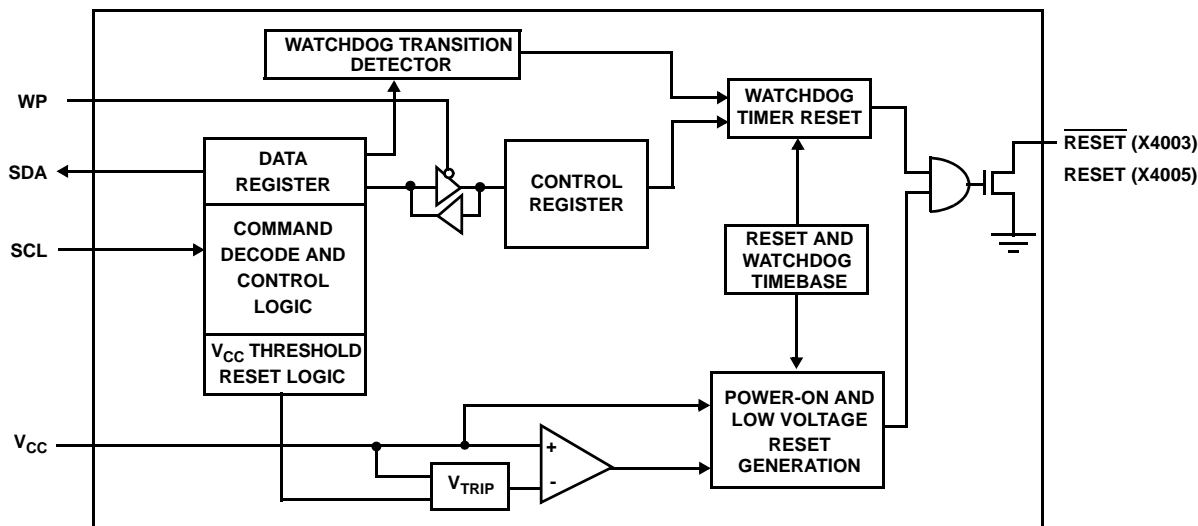 WATCHDOG TRANSITION
DETECTOR
WP
WATCHDOG
TIMER RESET
RESET (X4003)
RESET (X4005)
SDA
DATA
REGISTER
CONTROL
REGISTER
SCL
COMMAND
DECODE AND
CONTROL
LOGIC
RESET AND
WATCHDOG
TIMEBASE
VCC THRESHOLD
RESET LOGIC
POWER-ON AND
LOW VOLTAGE
RESET
GENERATION
VCC
+
-
VTRIP